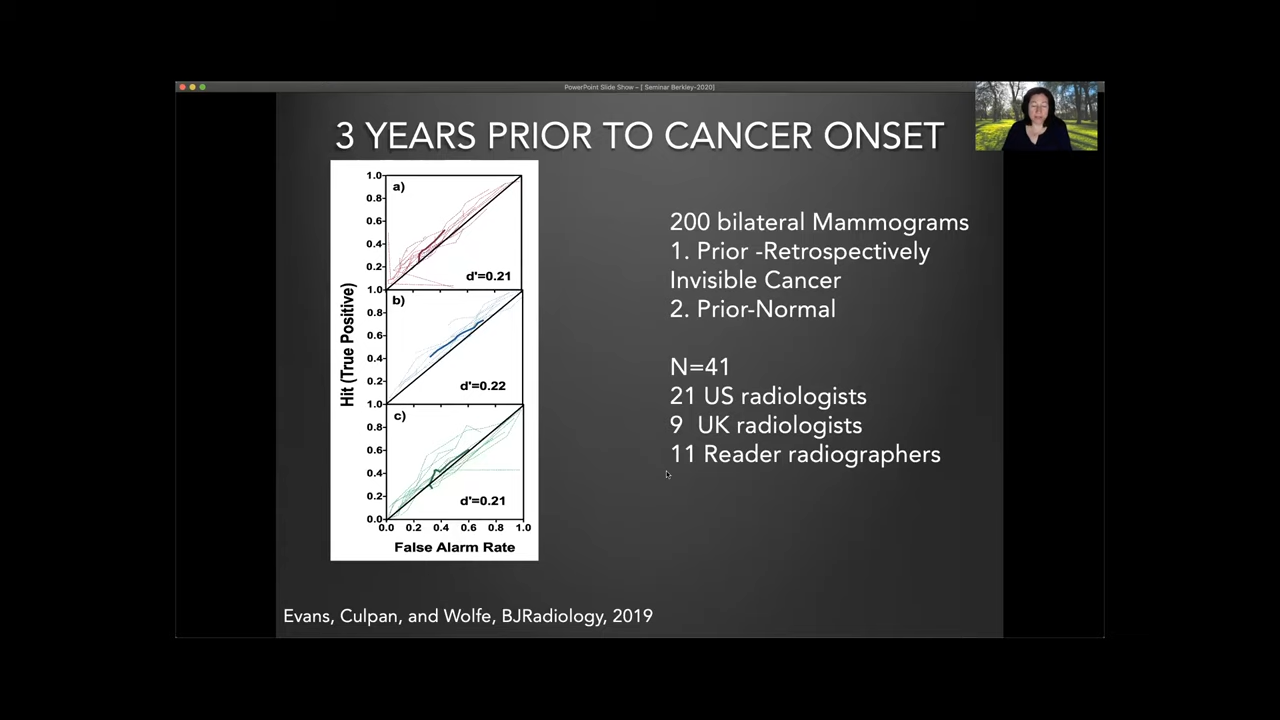 PowerPoint Slide Show - [ Seminar Berkley-2020]
3 YEARS PRIOR TO CANCER ONSET
Hit (True Positive)
1.0
0.8
0.6
0.4
0.2
a)
d'=0.21
1.0
0.8
0.6
0.4
0.2
b)
d'=0.22
1.0
0.8
0.6
0.4
0.2
0.0
c)
d'=0.21
0.0 0.2 0.4 0.6 0.8 1.0
False Alarm Rate
200 bilateral Mammograms
1. Prior -Retrospectively
Invisible Cancer
2. Prior-Normal
N=41
21 US radiologists
9 UK radiologists
11 Reader radiographers
Evans, Culpan, and Wolfe, BJRadiology, 2019